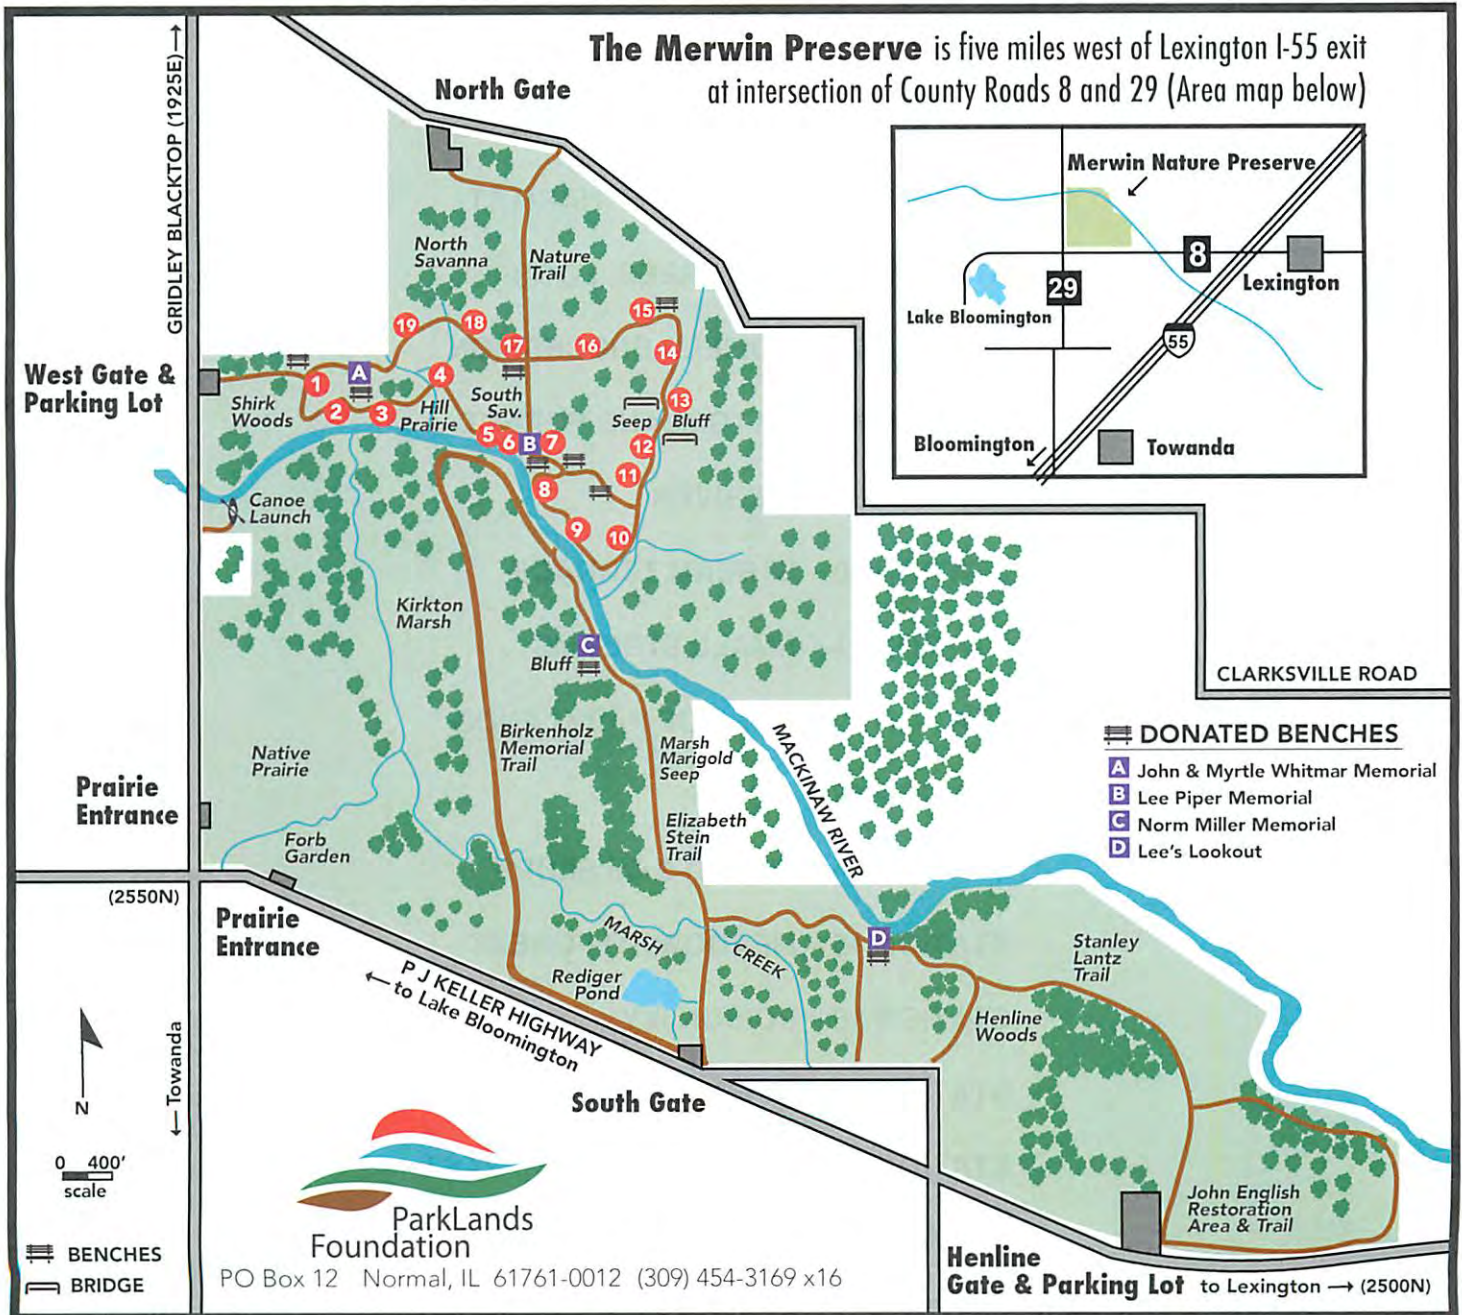 The Merwin Preserve is five miles west of Lexington I-55 exit
at intersection of County Roads 8 and 29 (Area map below)
GRIDLEY BLACKTOP (1925E)→
North Gate
Merwin Nature Preserve
8
29
Lexington
Lake Bloomington
55
Bloomington
Towanda
North
Savanna
Nature
Trail
15
19
18
17
16
14
West Gate &
Parking Lot
1
A
4
13
Shirk
Woods
2
3
Hill
Prairie
South
Sav.
Seep
Bluff
5
6
B
7
12
11
8
Canoe
Launch
9
10
Kirkton
Marsh
C
Bluff
CLARKSVILLE ROAD
Native
Prairie
Birkenholz
Memorial
Trail
Marsh
Marigold
Seep
MACKINAW RIVER
DONATED BENCHES
A John & Myrtle Whitmar Memorial
B Lee Piper Memorial
C Norm Miller Memorial
D Lee's Lookout
Prairie
Entrance
Forb
Garden
Elizabeth
Stein
Trail
(2550N)
Prairie
Entrance
MARSH
CREEK
D
Stanley
Lantz
Trail
Rediger
Pond
P J KELLER HIGHWAY
← to Lake Bloomington
Henline
Woods
← Towanda
N
South Gate
0 400'
scale
ParkLands
Foundation
John English
Restoration
Area & Trail
BENCHES
BRIDGE
PO Box 12 Normal, IL 61761-0012 (309) 454-3169 x16
Henline
Gate & Parking Lot to Lexington → (2500N)